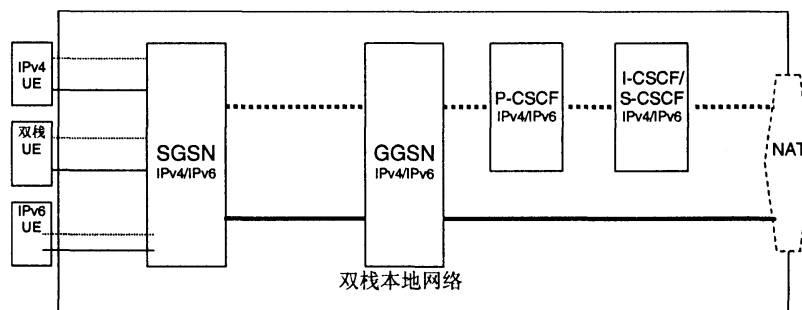 IPv4
UE
双栈
UE
IPv6
UE
SGSN
IPv4/IPv6
GGSN
IPv4/IPv6
P-CSCF
IPv4/IPv6
I-CSCF/
S-CSCF
IPv4/IPv6
NAT
双栈本地网络